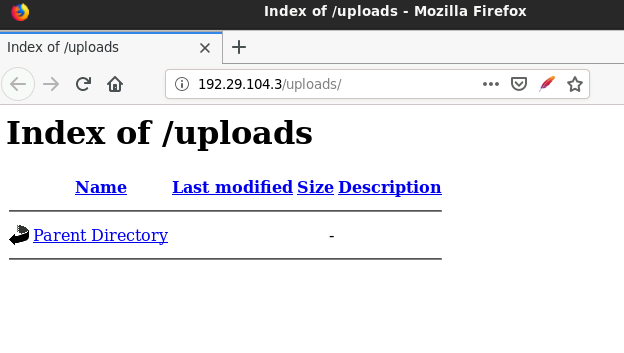 Index of /uploads - Mozilla Firefox
Index of /uploads
192.29.104.3/uploads/
Index of /uploads
Name Last modified Size Description
Parent Directory -